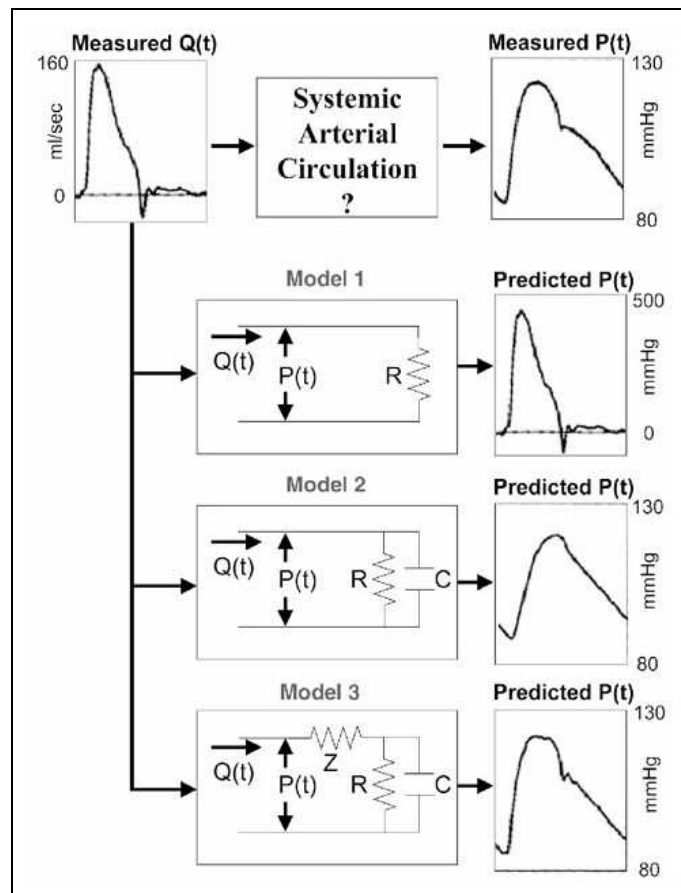 Measured Q(t)
Measured P(t)
160
ml/sec
0
Systemic
Arterial
Circulation
?
130
mmHg
80
Model 1
Q(t)
P(t)
R
Predicted P(t)
500
mmHg
0
Model 2
Q(t)
P(t)
R
C
Predicted P(t)
130
mmHg
80
Model 3
Q(t)
P(t)
Z
R
C
Predicted P(t)
130
mmHg
80